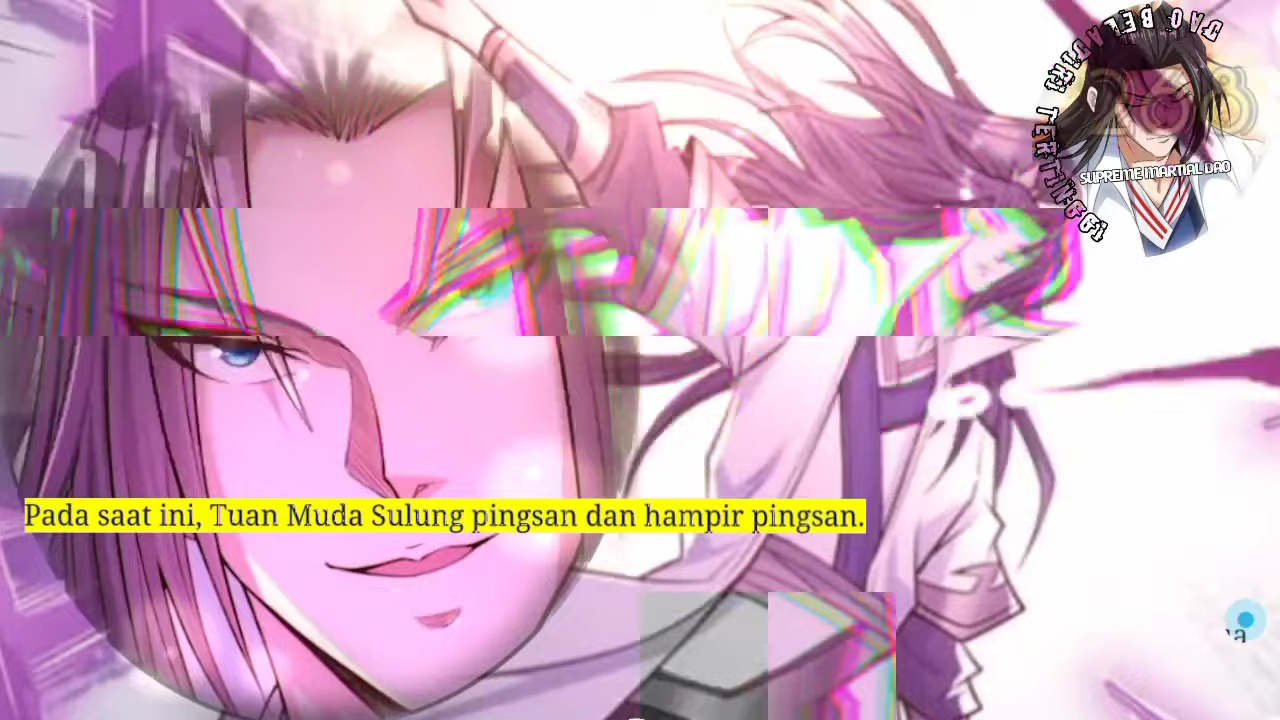 DAO BELADIRI TERTINGGI
SUPREME MARTIAL DAO
Pada saat ini, Tuan Muda Sulung pingsan dan hampir pingsan.